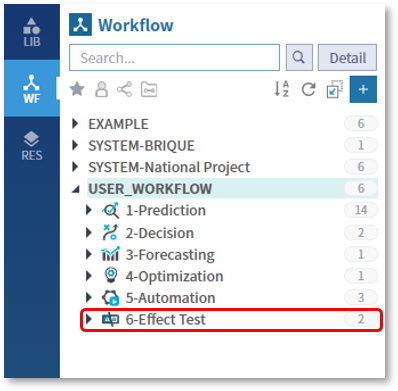 LIB
WF
RES
Workflow
Search...
Detail
EXAMPLE 6
SYSTEM-BRIQUE 1
SYSTEM-National Project 6
USER_WORKFLOW 6
1-Prediction 14
2-Decision 2
3-Forecasting 1
4-Optimization 1
5-Automation 3
6-Effect Test 2